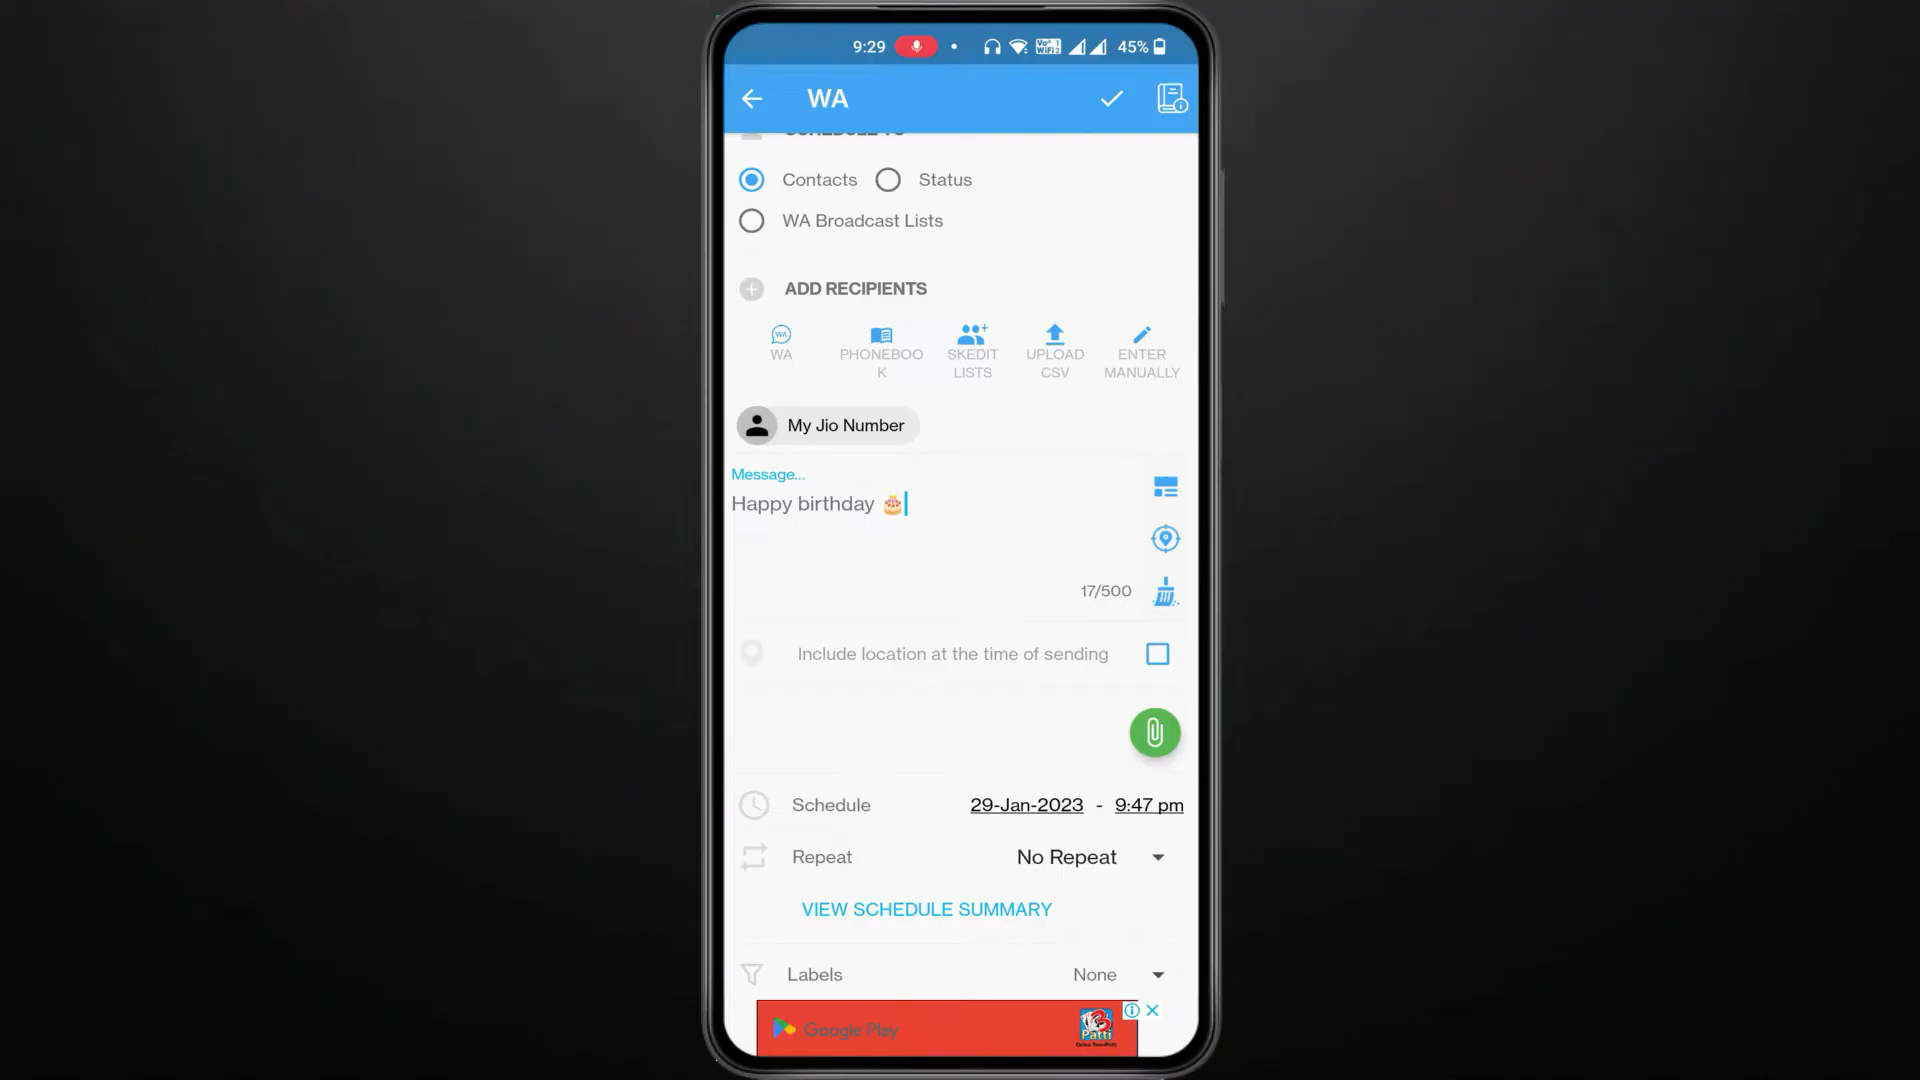 9:29 45%
WA
Contacts Status
WA Broadcast Lists
ADD RECIPIENTS
WA
PHONEBOO
K
SKEDIT
LISTS
UPLOAD
CSV
ENTER
MANUALLY
My Jio Number
Message...
Happy birthday 🎂
17/500
Include location at the time of sending
Schedule 29-Jan-2023 - 9:47 pm
Repeat No Repeat
VIEW SCHEDULE SUMMARY
Labels None
Google Play
Patti